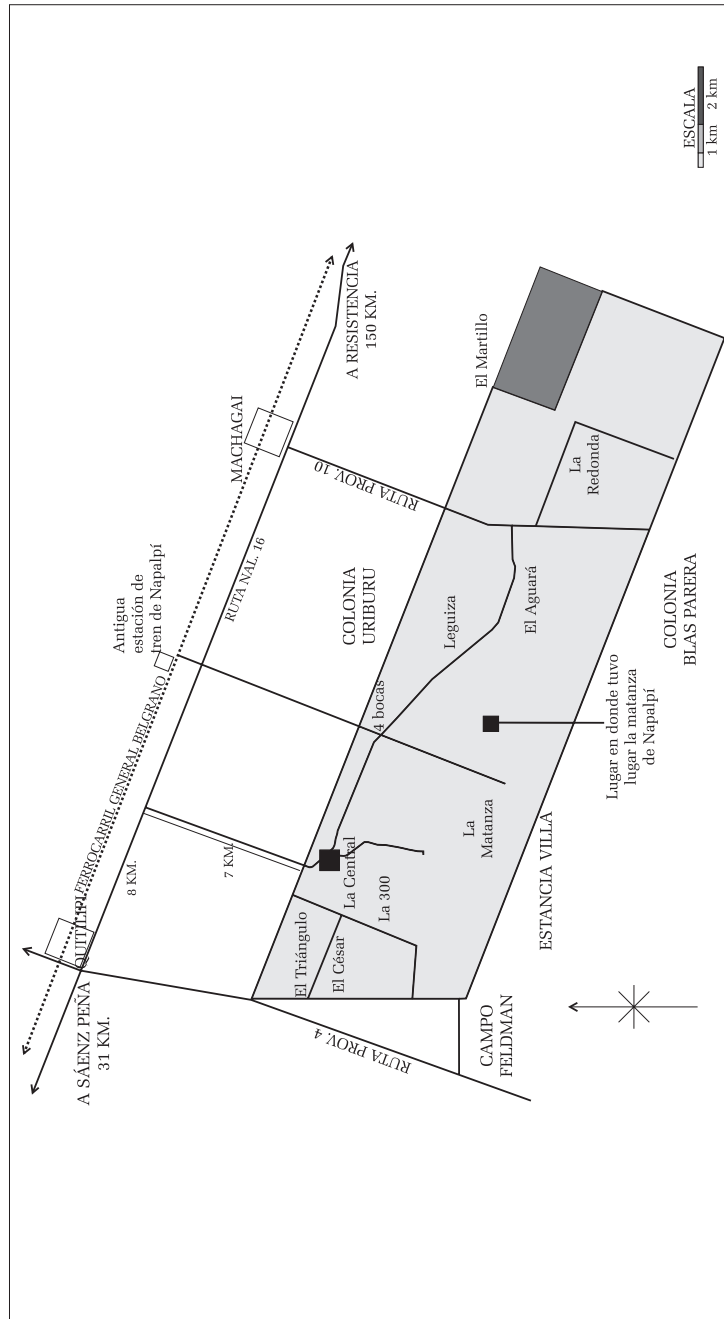 A SÁENZ PEÑA
31 KM.
QUITILIPI
FERROCARRIL GENERAL BELGRANO
Antigua
estación de
tren de Napalpí
MACHAGAI
8 KM.
RUTA NAL. 16
A RESISTENCIA
150 KM.
7 KM.
RUTA PROV. 10
RUTA PROV. 4
COLONIA
URIBURU
El Martillo
El Triángulo
El César
La Central
La 300
4 bocas
Leguiza
El Aguará
La
Redonda
La
Matanza
CAMPO
FELDMAN
ESTANCIA VILLA
Lugar en donde tuvo
lugar la matanza
de Napalpí
COLONIA
BLAS PARERA
ESCALA
1 km
2 km